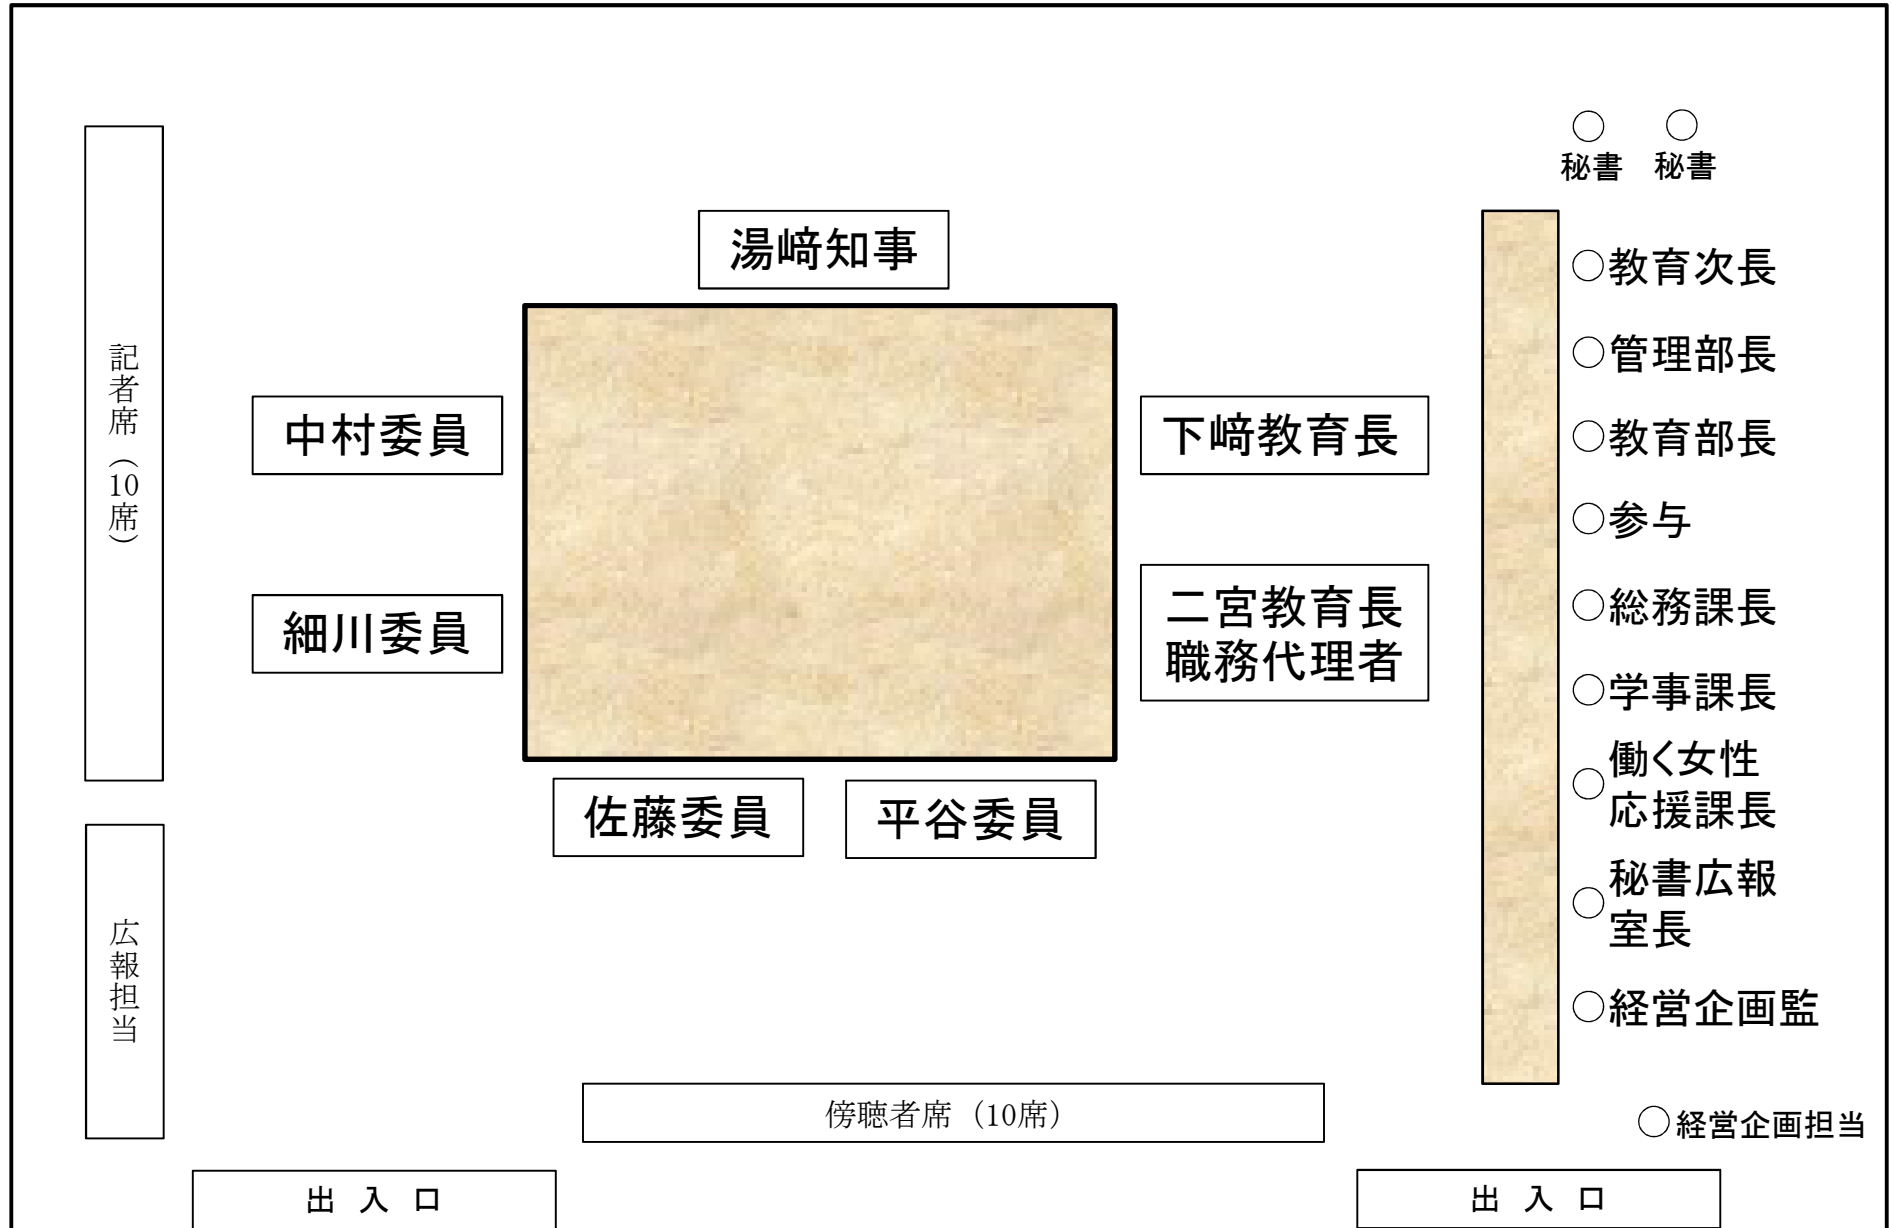 秘書 秘書
湯﨑知事
記者席（10席）
中村委員
下﨑教育長
細川委員
二宮教育長
職務代理者
佐藤委員
平谷委員
○教育次長
○管理部長
○教育部長
○参与
○総務課長
○学事課長
○働く女性
応援課長
○秘書広報
室長
○経営企画監
広報担当
傍聴者席（10席）
○経営企画担当
出 入 口
出 入 口